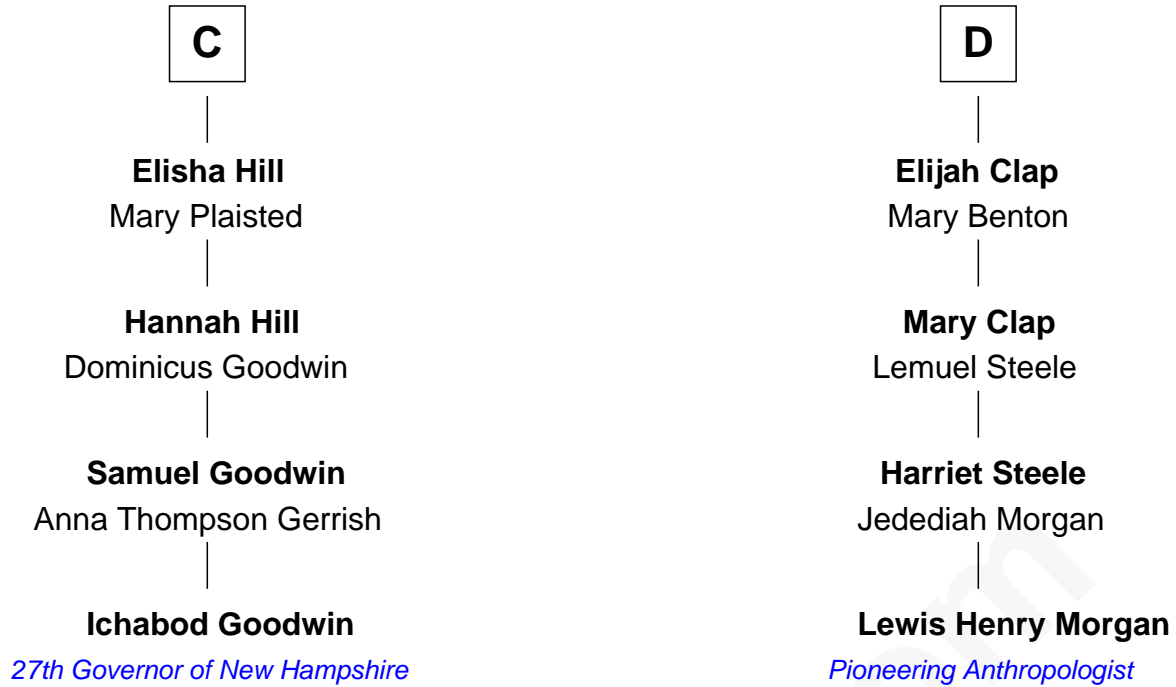 C
Elisha Hill
Mary Plaisted
Hannah Hill
Dominicus Goodwin
Samuel Goodwin
Anna Thompson Gerrish
Ichabod Goodwin
27th Governor of New Hampshire
D
Elijah Clap
Mary Benton
Mary Clap
Lemuel Steele
Harriet Steele
Jedediah Morgan
Lewis Henry Morgan
Pioneering Anthropologist